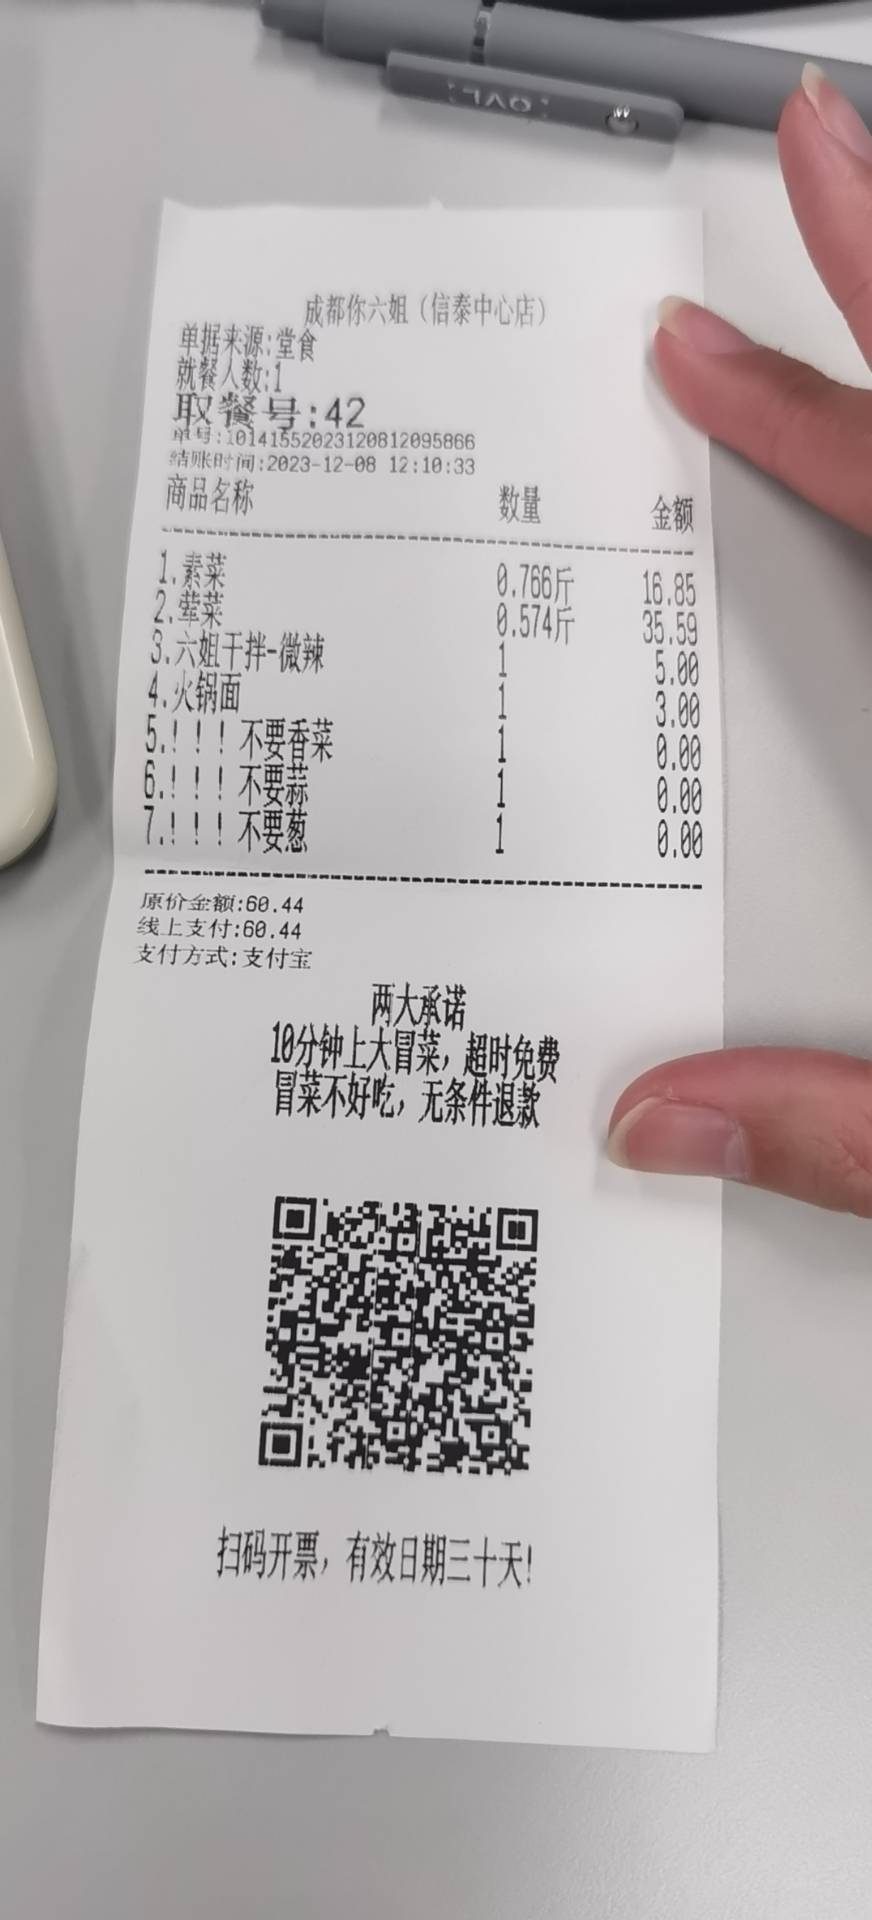 成都你六姐（信泰中心店）
单据来源:堂食
就餐人数:1
取餐号:42
单号:10141552023120812095866
结账时间:2023-12-08 12:10:33
商品名称 数量 金额
1.素菜 0.766斤 16.85
2.荤菜 0.574斤 35.59
3.六姐干拌-微辣 1 5.00
4.火锅面 1 3.00
5.！！！不要香菜 1 0.00
6.！！！不要蒜 1 0.00
7.！！！不要葱 1 0.00
原价金额:60.44
线上支付:60.44
支付方式:支付宝
两大承诺
10分钟上大冒菜，超时免费
冒菜不好吃，无条件退款
扫码开票，有效日期三十天!